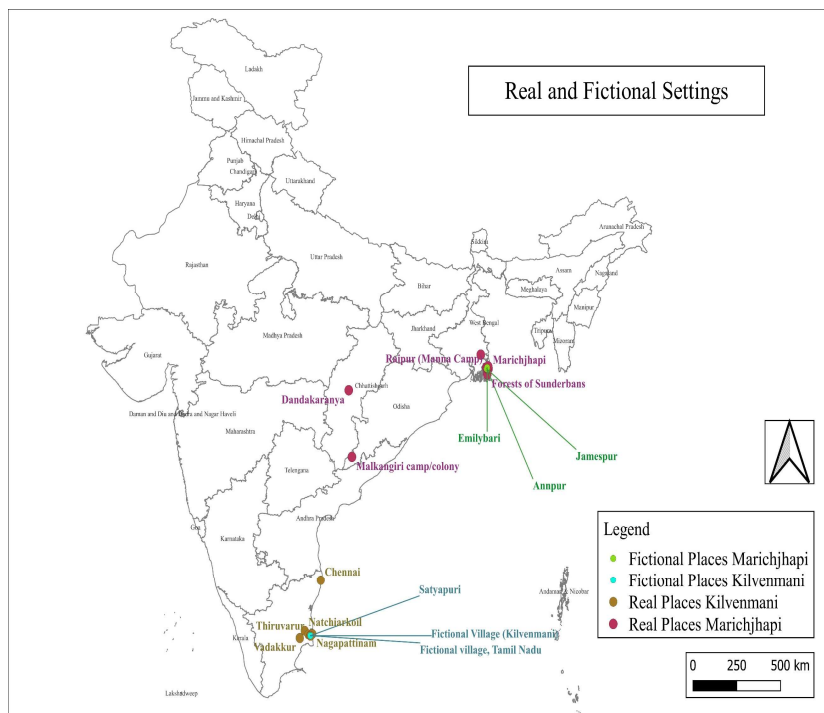 Real and Fictional Settings
Ladakh
Jammu and Kashmir
Himachal Pradesh
Punjab
Chandigarh
Uttarakhand
Haryana
Delhi
Arunachal Pradesh
Sikkim
Rajasthan
Uttar Pradesh
Assam
Nagaland
Bihar
Meghalaya
Manipur
Jharkhand
West Bengal
Tripura
Mizoram
Madhya Pradesh
Gujarat
Raipur (Manna Camp)
Marichjhapi
Forests of Sunderbans
Chhattisgarh
Dandakaranya
Odisha
Daman and Diu and Dadra and Nagar Haveli
Maharashtra
Emilybari
Jamespur
Malkangiri camp/colony
Telengana
Annpur
Andhra Pradesh
Goa
Karnataka
Legend
Fictional Places Marichjhapi
Fictional Places Kilvenmani
Real Places Kilvenmani
Real Places Marichjhapi
Chennai
Satyapuri
Andaman & Nizobar
Thiruvarur
Natchiarkoil
Kerala
Vadakkur
Nagapattinam
Fictional Village (Kilvenmani)
Fictional village, Tamil Nadu
0 250 500 km
Lakshadweep